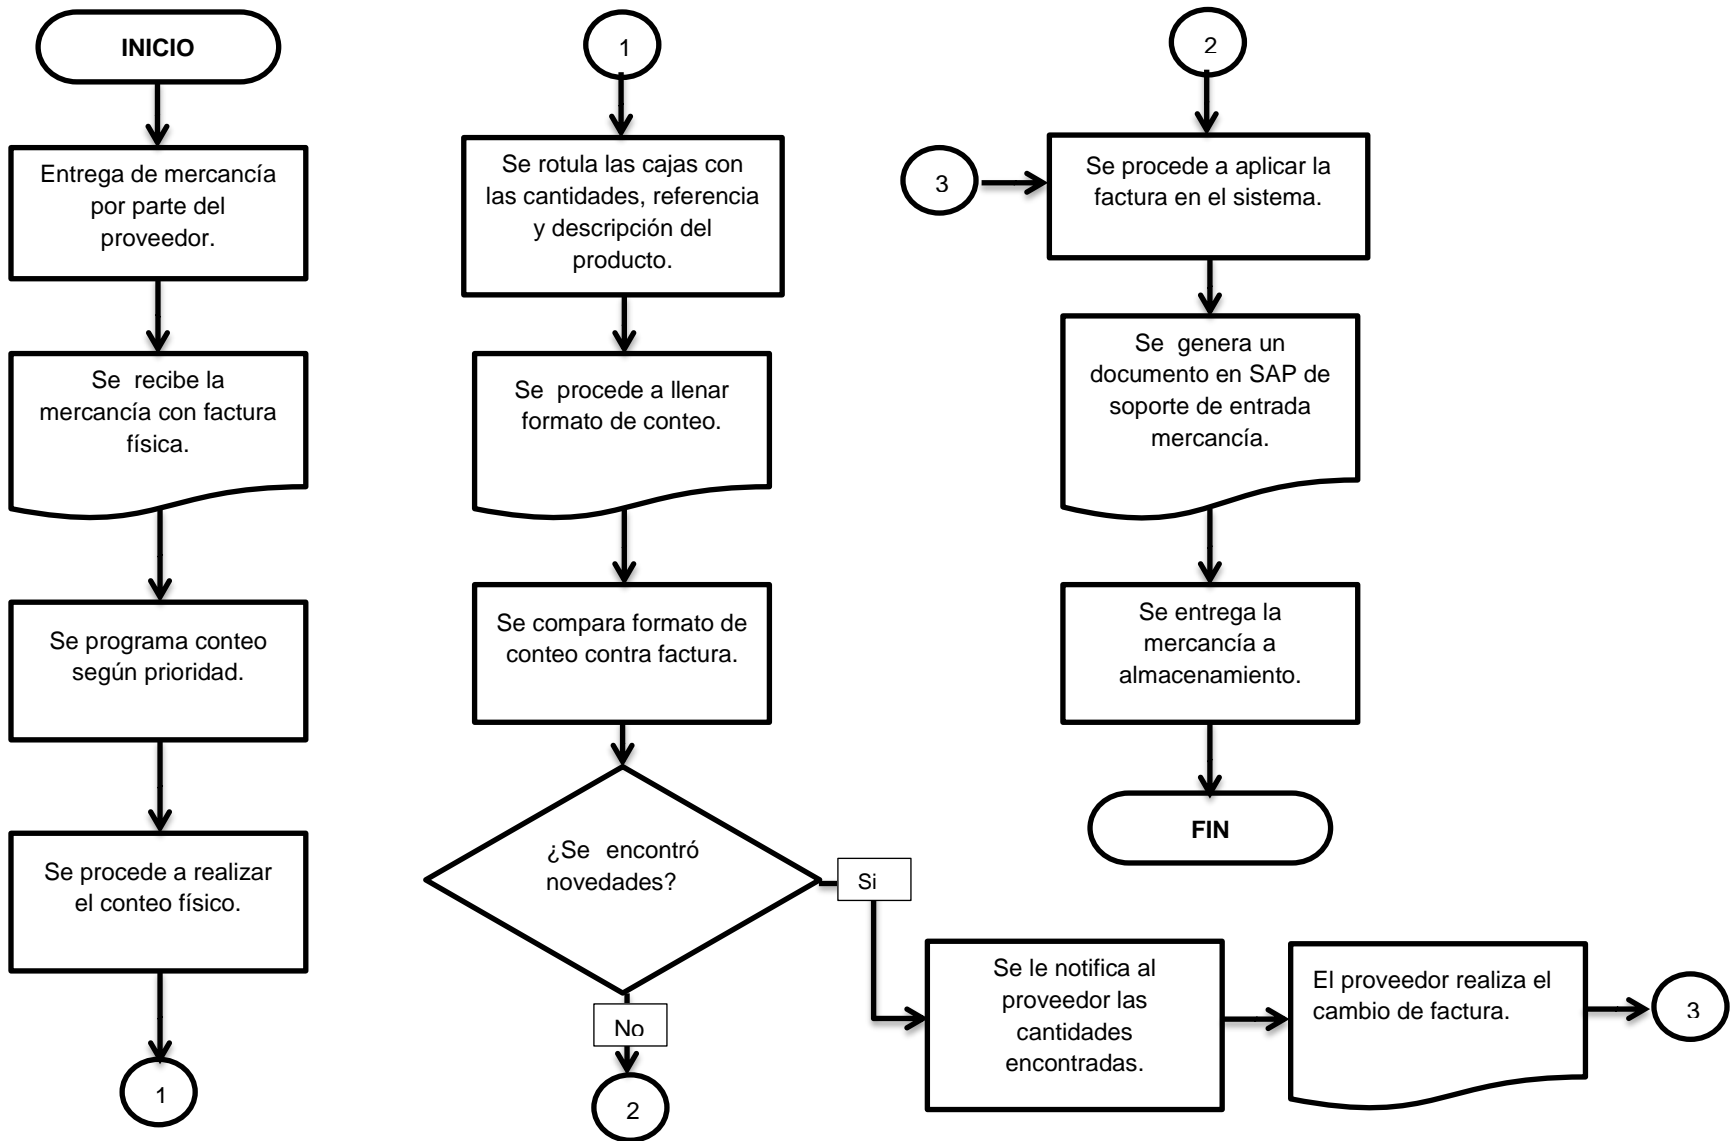 INICIO
Entrega de mercancía
por parte del
proveedor.
Se recibe la
mercancía con factura
física.
Se programa conteo
según prioridad.
Se procede a realizar
el conteo físico.
1
1
Se rotula las cajas con
las cantidades, referencia
y descripción del
producto.
Se procede a llenar
formato de conteo.
Se compara formato de
conteo contra factura.
¿Se encontró
novedades?
Si
No
2
Se le notifica al
proveedor las
cantidades
encontradas.
El proveedor realiza el
cambio de factura.
3
2
3
Se procede a aplicar la
factura en el sistema.
Se genera un
documento en SAP de
soporte de entrada
mercancía.
Se entrega la
mercancía a
almacenamiento.
FIN